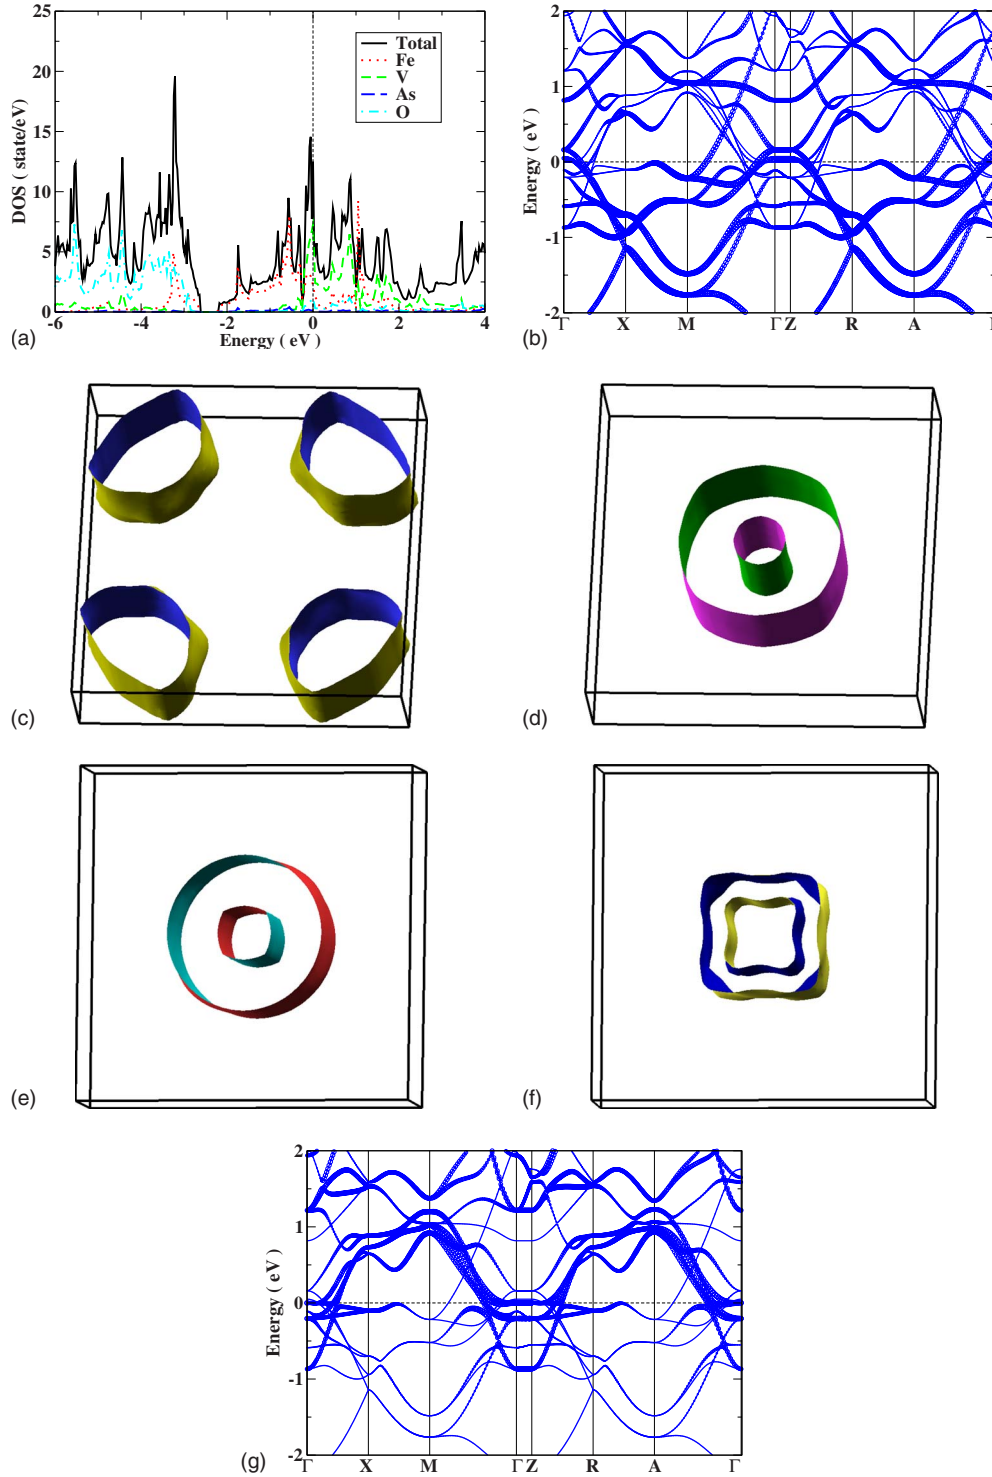 25
20
15
10
5
0
DOS ( state/eV)
Total
Fe
V
As
O
-6 -4 -2 0 2 4
Energy ( eV )
(a)
2
1
0
-1
-2
Energy ( eV )
Γ X M Γ Z R A
(b)
(c)
(d)
(e)
(f)
2
1
0
-1
-2
Energy ( eV )
Γ X M Γ Z R A Γ
(g)